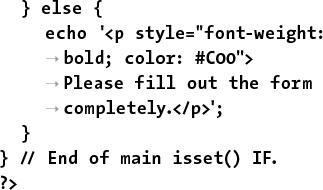 } else {
echo '<p style="font-weight:
→ bold; color: #C00">
→ Please fill out the form
→ completely.</p>';
}
} // End of main isset() IF.
?>